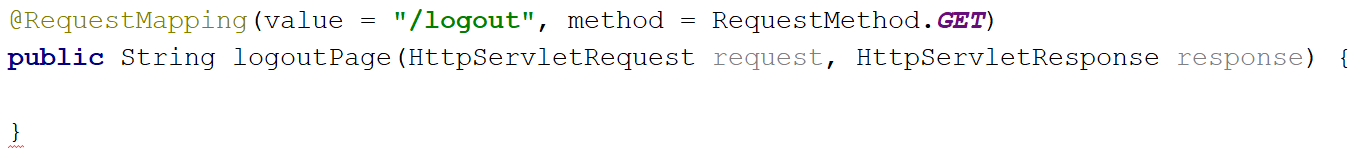 @RequestMapping(value = "/logout", method = RequestMethod.GET)
public String logoutPage(HttpServletRequest request, HttpServletResponse response) {
}